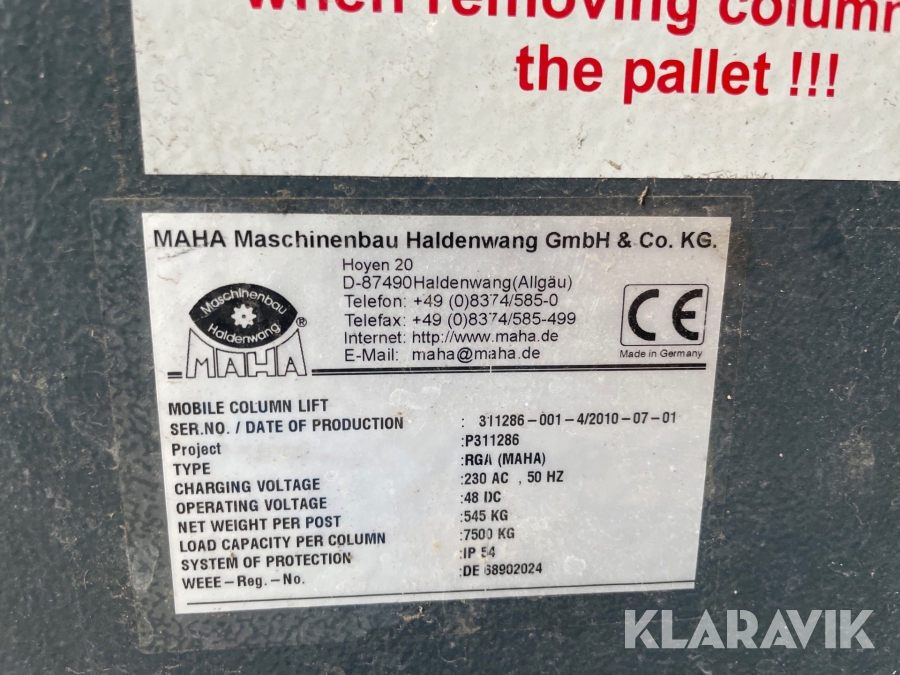 when removing column
the pallet !!!
MAHA Maschinenbau Haldenwang GmbH & Co. KG.
Hoyen 20
D-87490Haldenwang(Allgäu)
Telefon: +49 (0)8374/585-0
Telefax: +49 (0)8374/585-499
Internet: http://www.maha.de
E-Mail: maha@maha.de
Maschinenbau
Haldenwang
MAHA®
CE
Made in Germany
MOBILE COLUMN LIFT
SER.NO. / DATE OF PRODUCTION : 311286-001-4/2010-07-01
Project :P311286
TYPE :RGA (MAHA)
CHARGING VOLTAGE :230 AC , 50 HZ
OPERATING VOLTAGE :48 DC
NET WEIGHT PER POST :545 KG
LOAD CAPACITY PER COLUMN :7500 KG
SYSTEM OF PROTECTION :IP 54
WEEE-Reg.-No. :DE 68902024
KLARAVIK